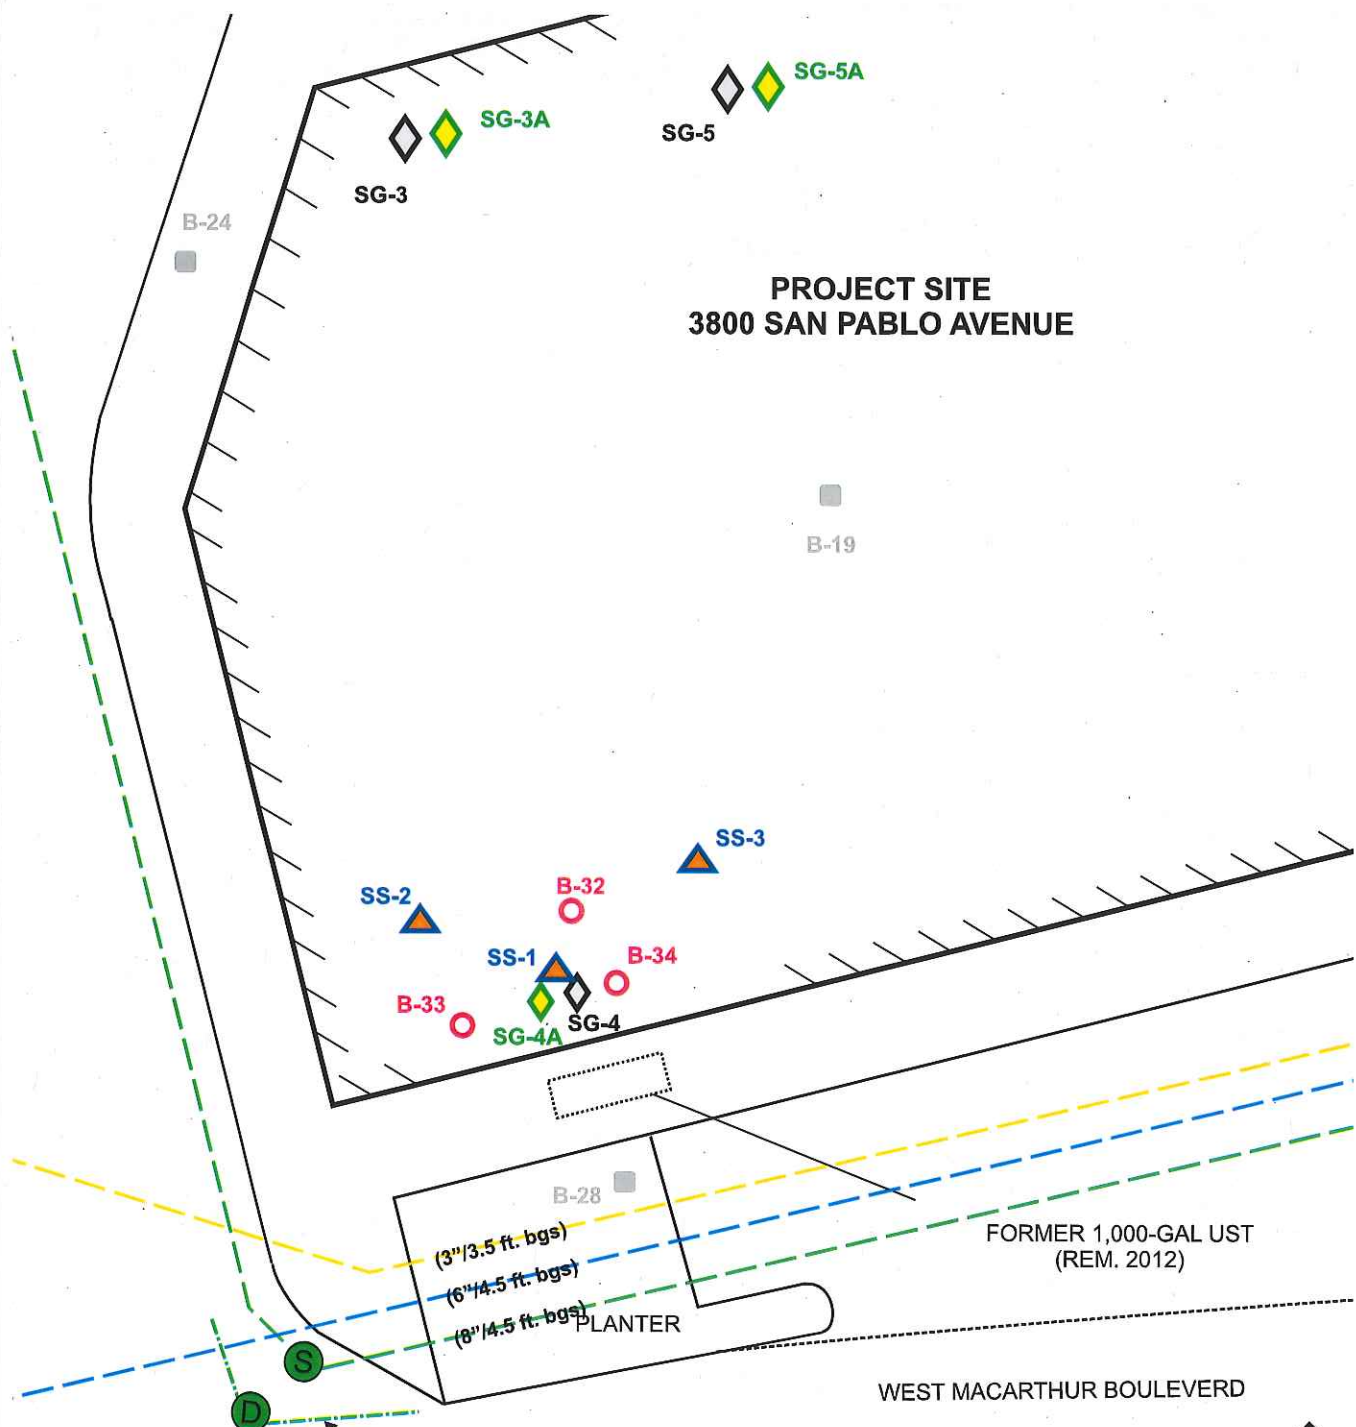 SG-5A
SG-3A
SG-5
SG-3
B-24
PROJECT SITE
3800 SAN PABLO AVENUE
B-19
SS-3
B-32
SS-2
SS-1
B-34
B-33
SG-4
SG-4A
B-28
(3"/3.5 ft. bgs)
(6"/4.5 ft. bgs)
(8"/4.5 ft. bgs)
PLANTER
FORMER 1,000-GAL UST
(REM. 2012)
S
WEST MACARTHUR BOULEVERD
D